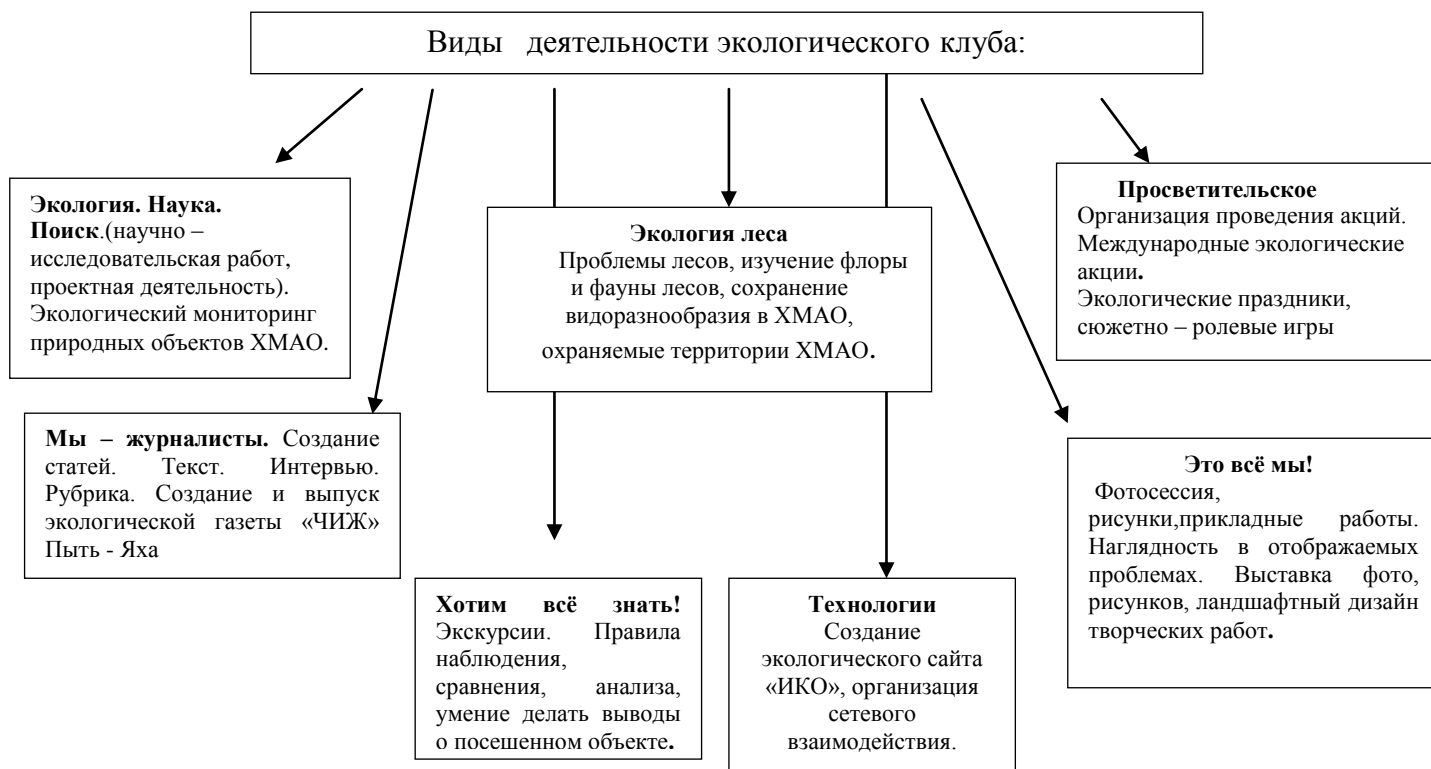 Виды деятельности экологического клуба:
Экология. Наука.
Поиск.(научно –
исследовательская работ,
проектная деятельность).
Экологический мониторинг
природных объектов ХМАО.
Экология леса
Проблемы лесов, изучение флоры
и фауны лесов, сохранение
видоразнообразия в ХМАО,
охраняемые территории ХМАО.
Просветительское
Организация проведения акций.
Международные экологические
акции.
Экологические праздники,
сюжетно – ролевые игры
Мы – журналисты. Создание
статей. Текст. Интервью.
Рубрика. Создание и выпуск
экологической газеты «ЧИЖ»
Пыть - Яха
Хотим всё знать!
Экскурсии. Правила
наблюдения,
сравнения, анализа,
умение делать выводы
о посешенном объекте.
Технологии
Создание
экологического сайта
«ИКО», организация
сетевого
взаимодействия.
Это всё мы!
Фотосессия,
рисунки,прикладные работы.
Наглядность в отображаемых
проблемах. Выставка фото,
рисунков, ландшафтный дизайн
творческих работ.